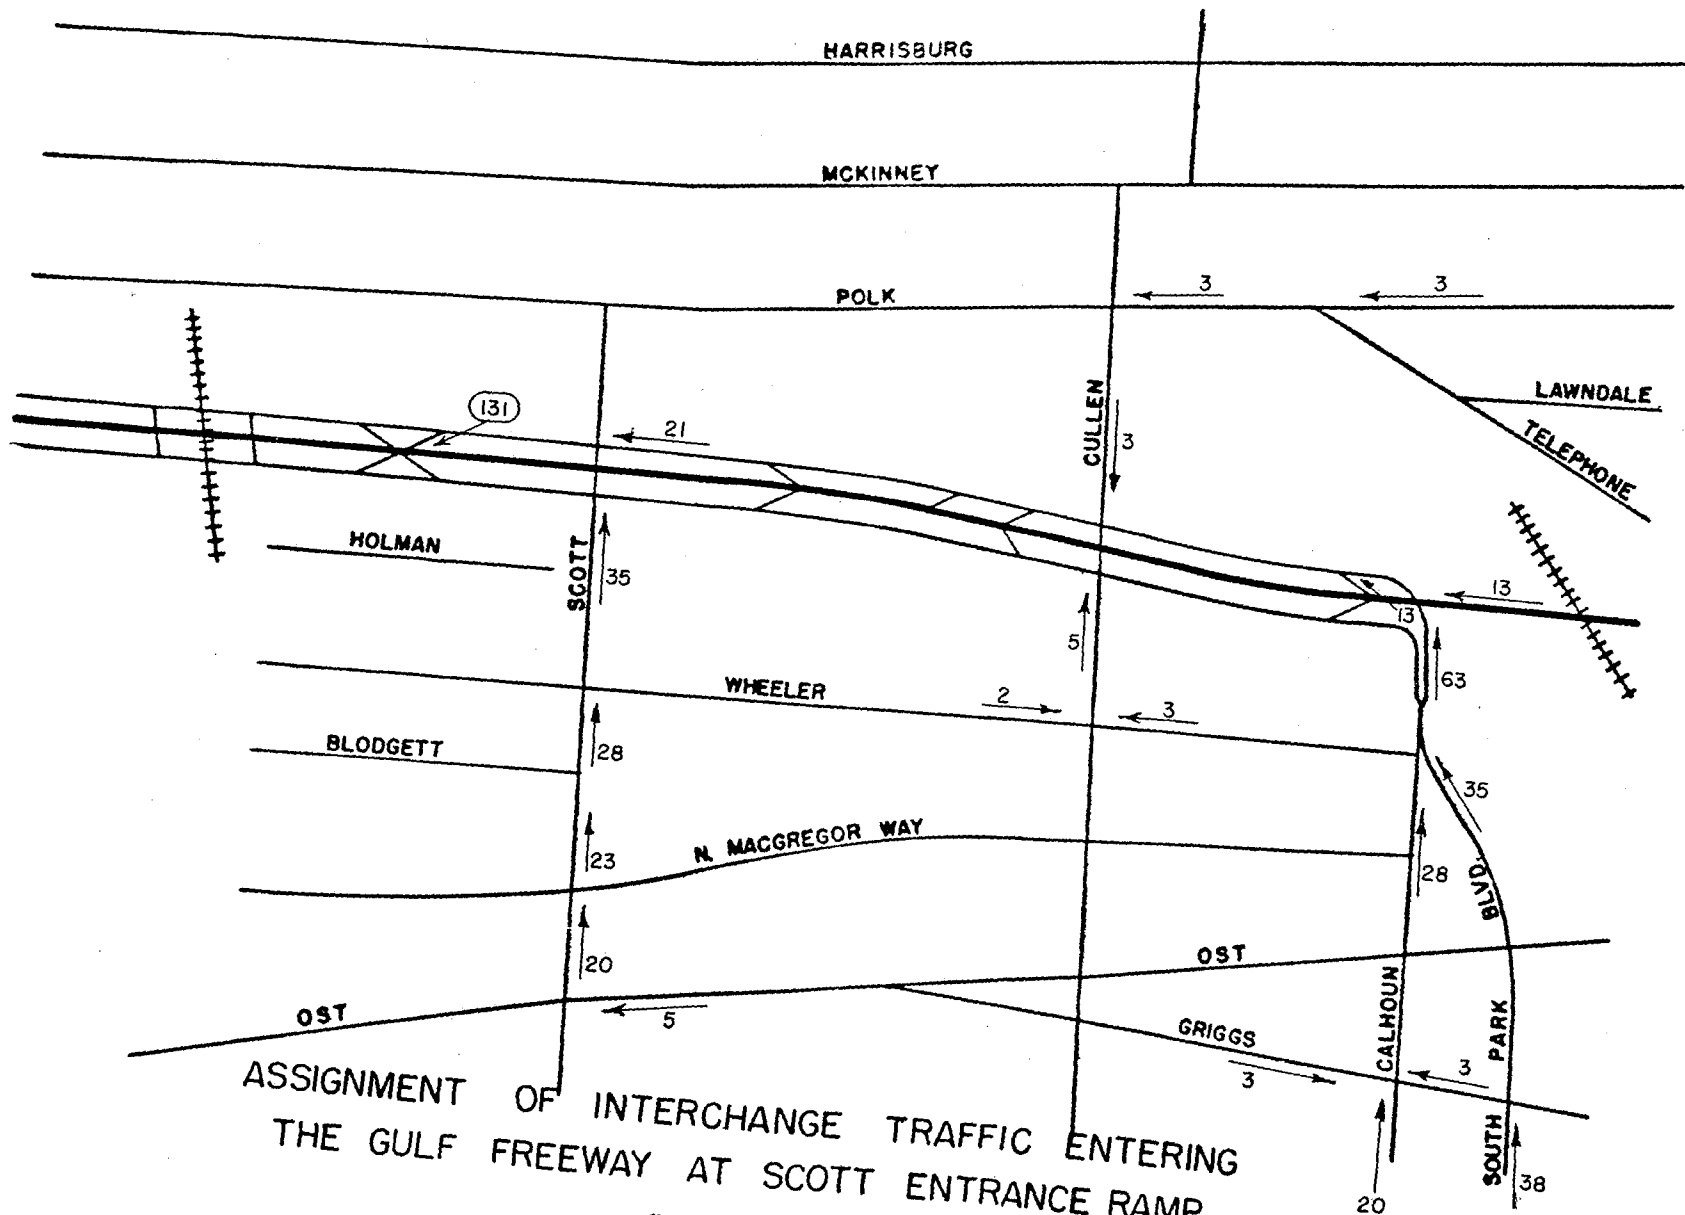 HARRISBURG
MCKINNEY
POLK
3
3
LAWNDALE
TELEPHONE
CULLEN
3
131
21
HOLMAN
SCOTT
35
13
13
5
63
WHEELER
2
3
BLODGETT
28
35
N. MACGREGOR WAY
23
28
BLVD.
20
OST
OST
5
GRIGGS
3
CALHOUN
3
SOUTH PARK
20
38
ASSIGNMENT OF INTERCHANGE TRAFFIC ENTERING
THE GULF FREEWAY AT SCOTT ENTRANCE RAMP